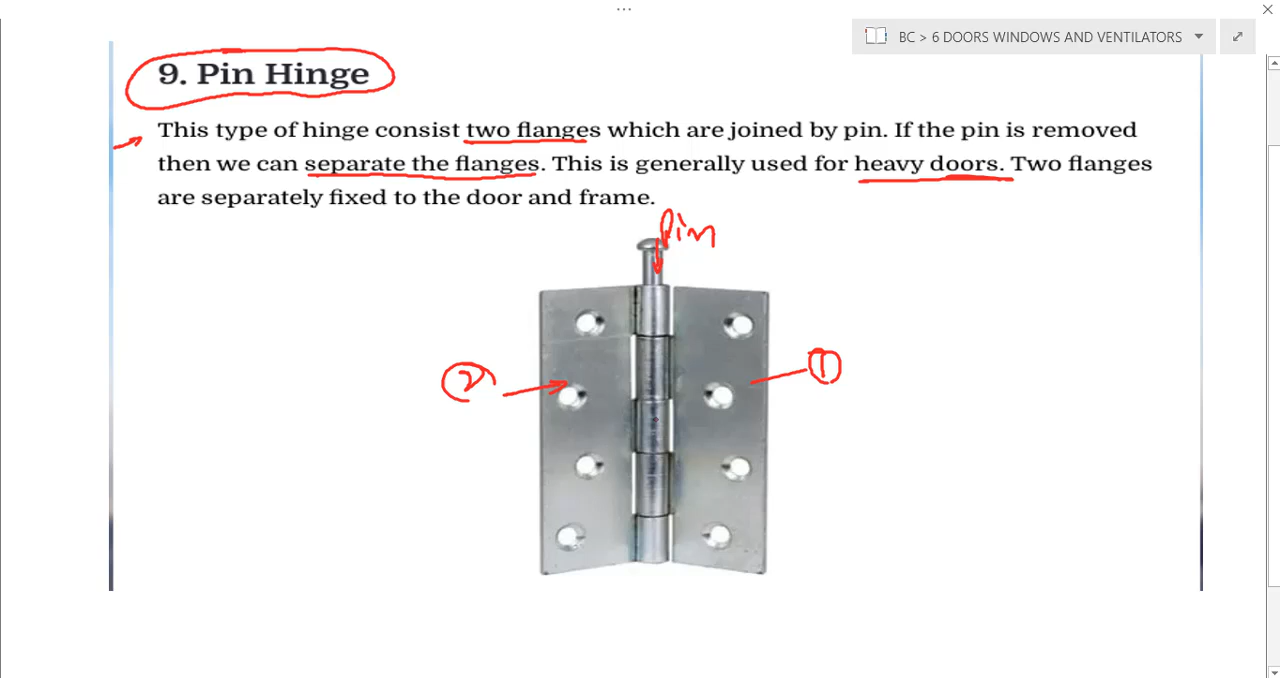 ...
BC > 6 DOORS WINDOWS AND VENTILATORS
9. Pin Hinge
This type of hinge consist two flanges which are joined by pin. If the pin is removed
then we can separate the flanges. This is generally used for heavy doors. Two flanges
are separately fixed to the door and frame.
Pin
2
1